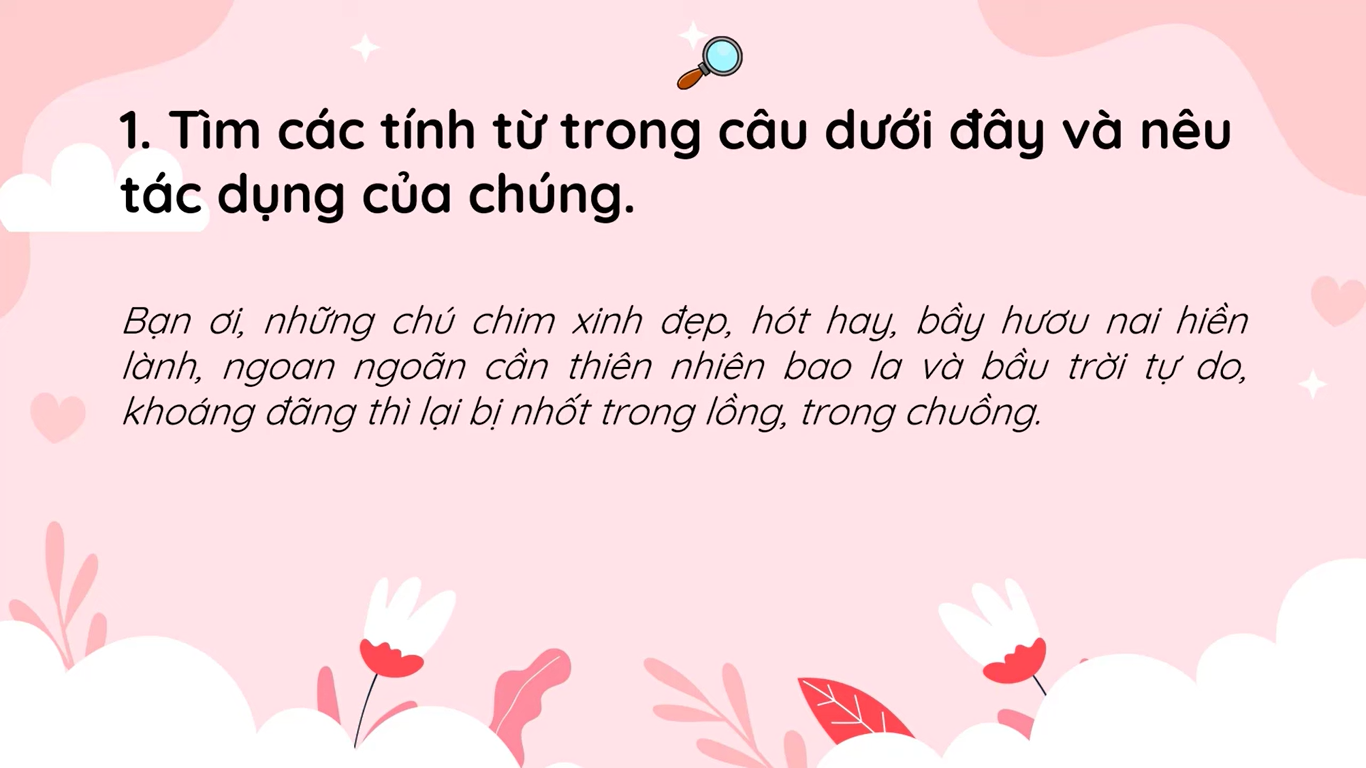 1. Tìm các tính từ trong câu dưới đây và nêu
tác dụng của chúng.
Bạn ơi, những chú chim xinh đẹp, hót hay, bầy hươu nai hiền
lành, ngoan ngoãn cần thiên nhiên bao la và bầu trời tự do,
khoáng đãng thì lại bị nhốt trong lồng, trong chuồng.